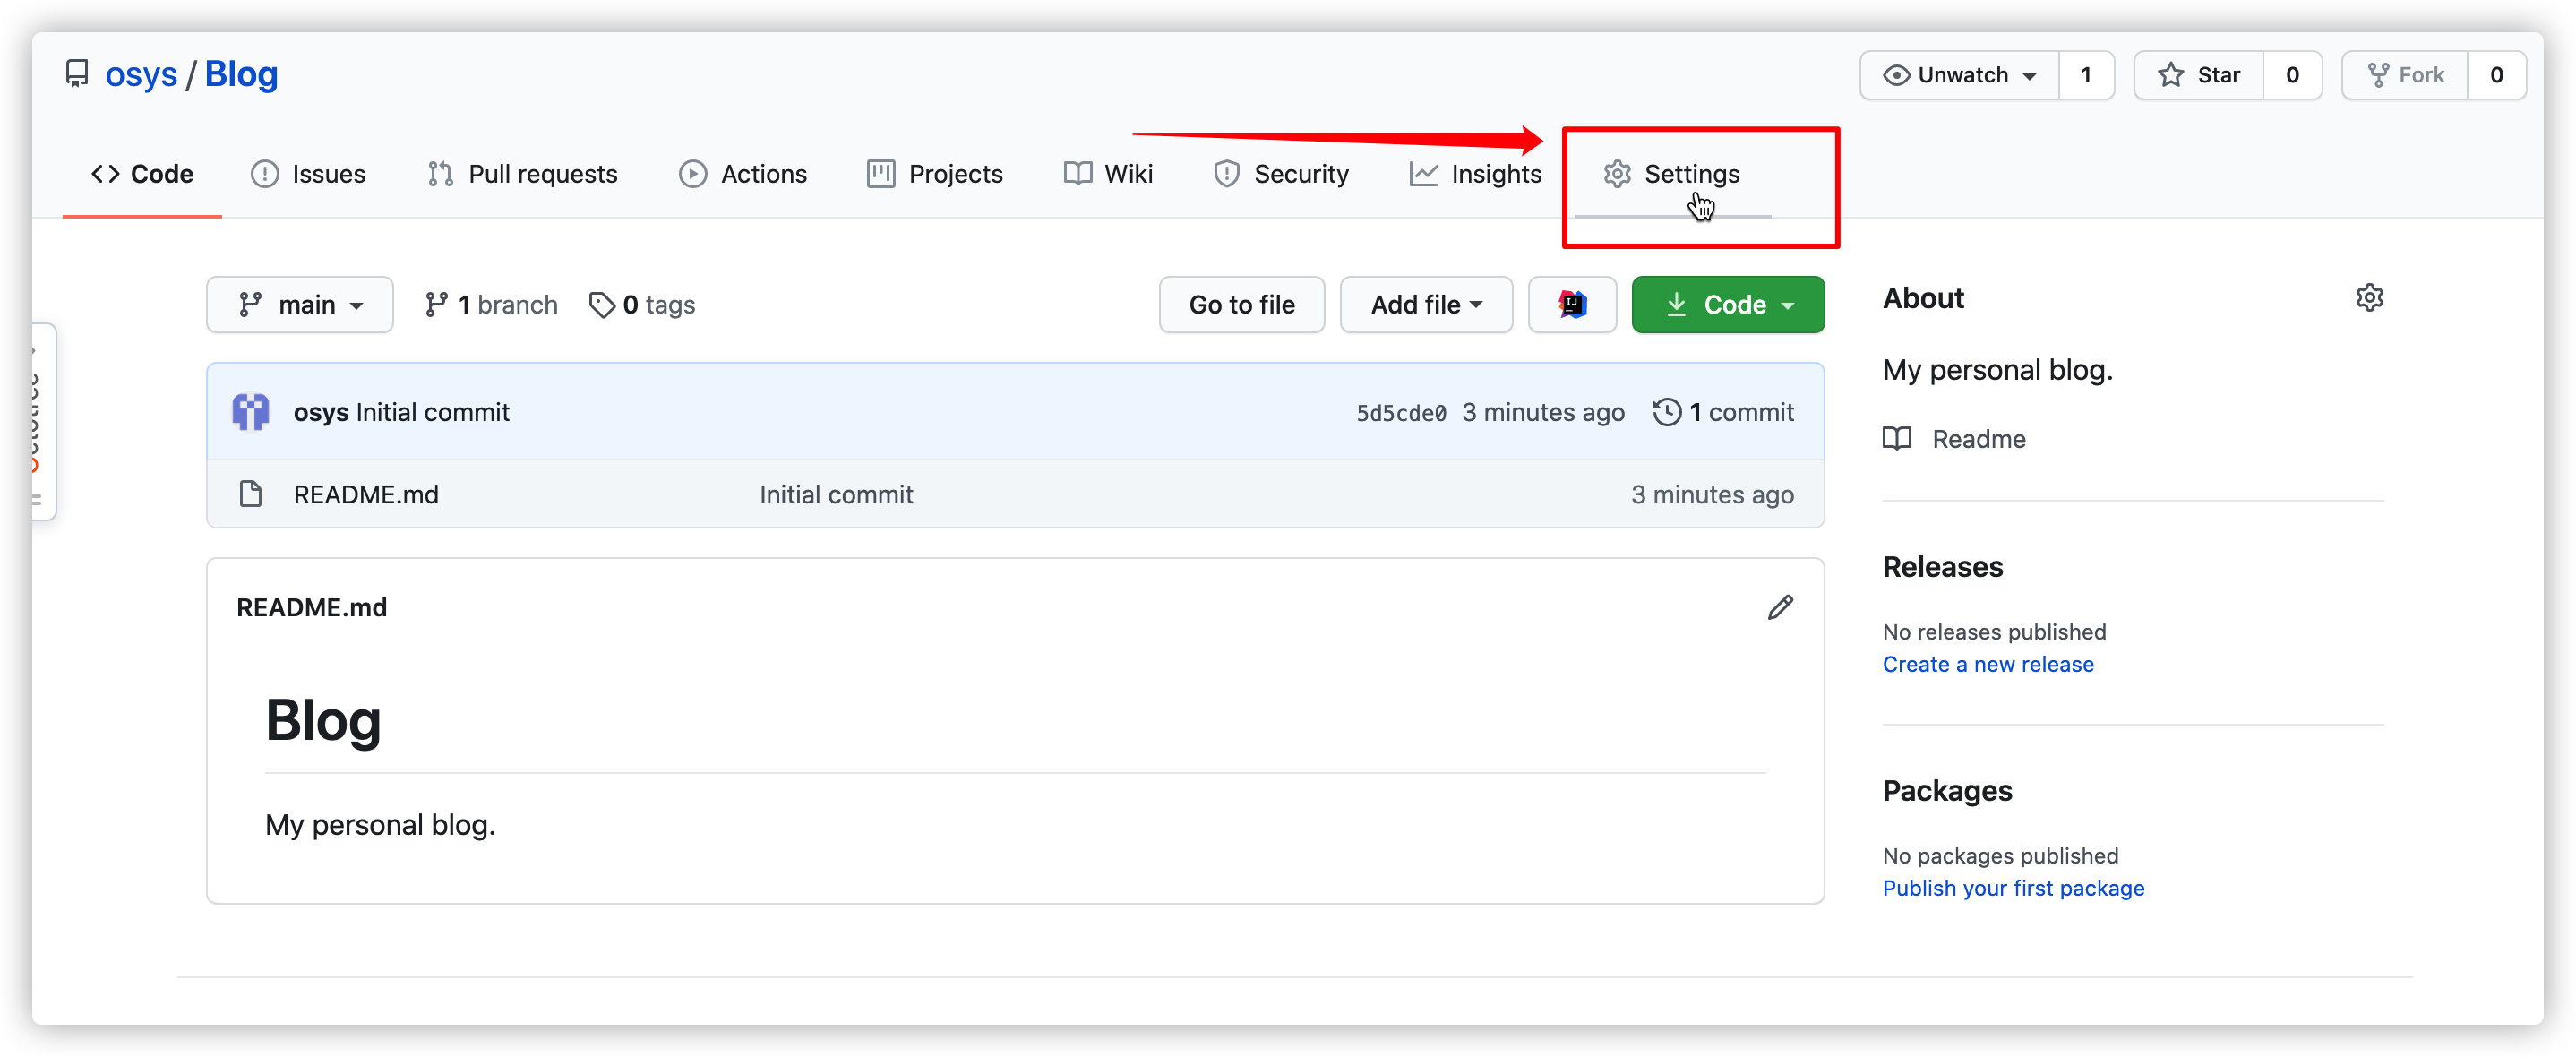 osys / Blog
Unwatch 1 Star 0 Fork 0
Code Issues Pull requests Actions Projects Wiki Security Insights Settings
main 1 branch 0 tags Go to file Add file IJ Code
About
My personal blog.
Readme
osys Initial commit 5d5cde0 3 minutes ago 1 commit
README.md Initial commit 3 minutes ago
README.md
Blog
My personal blog.
Releases
No releases published
Create a new release
Packages
No packages published
Publish your first package